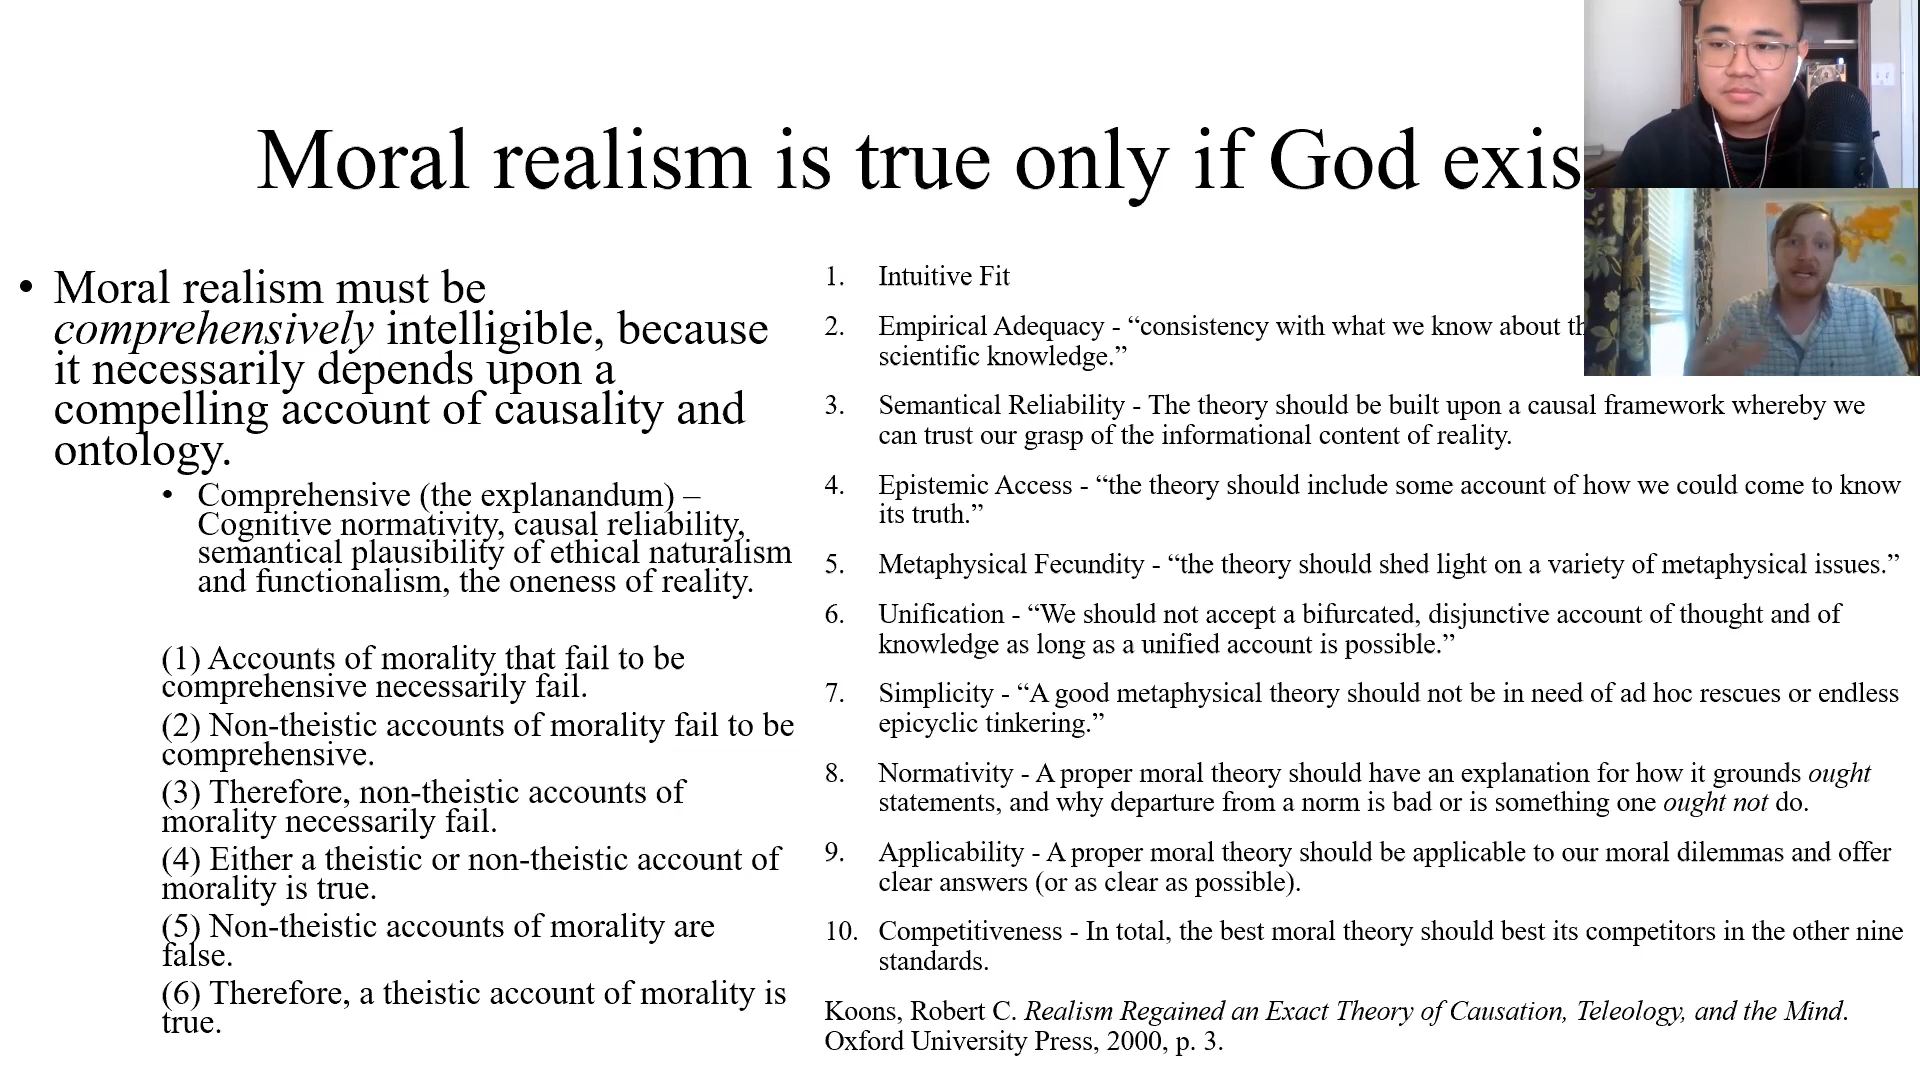 Moral realism is true only if God exis
• Moral realism must be
comprehensively intelligible, because
it necessarily depends upon a
compelling account of causality and
ontology.
• Comprehensive (the explanandum) –
Cognitive normativity, causal reliability,
semantical plausibility of ethical naturalism
and functionalism, the oneness of reality.
(1) Accounts of morality that fail to be
comprehensive necessarily fail.
(2) Non-theistic accounts of morality fail to be
comprehensive.
(3) Therefore, non-theistic accounts of
morality necessarily fail.
(4) Either a theistic or non-theistic account of
morality is true.
(5) Non-theistic accounts of morality are
false.
(6) Therefore, a theistic account of morality is
true.
1. Intuitive Fit
2. Empirical Adequacy - “consistency with what we know about th
scientific knowledge.”
3. Semantical Reliability - The theory should be built upon a causal framework whereby we
can trust our grasp of the informational content of reality.
4. Epistemic Access - “the theory should include some account of how we could come to know
its truth.”
5. Metaphysical Fecundity - “the theory should shed light on a variety of metaphysical issues.”
6. Unification - “We should not accept a bifurcated, disjunctive account of thought and of
knowledge as long as a unified account is possible.”
7. Simplicity - “A good metaphysical theory should not be in need of ad hoc rescues or endless
epicyclic tinkering.”
8. Normativity - A proper moral theory should have an explanation for how it grounds ought
statements, and why departure from a norm is bad or is something one ought not do.
9. Applicability - A proper moral theory should be applicable to our moral dilemmas and offer
clear answers (or as clear as possible).
10. Competitiveness - In total, the best moral theory should best its competitors in the other nine
standards.
Koons, Robert C. Realism Regained an Exact Theory of Causation, Teleology, and the Mind.
Oxford University Press, 2000, p. 3.